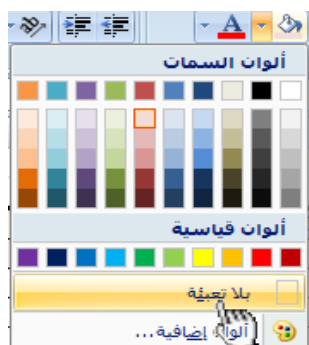 A
ألوان السمات
ألوان قياسية
بلا تعبئة
ألوان إضافية...